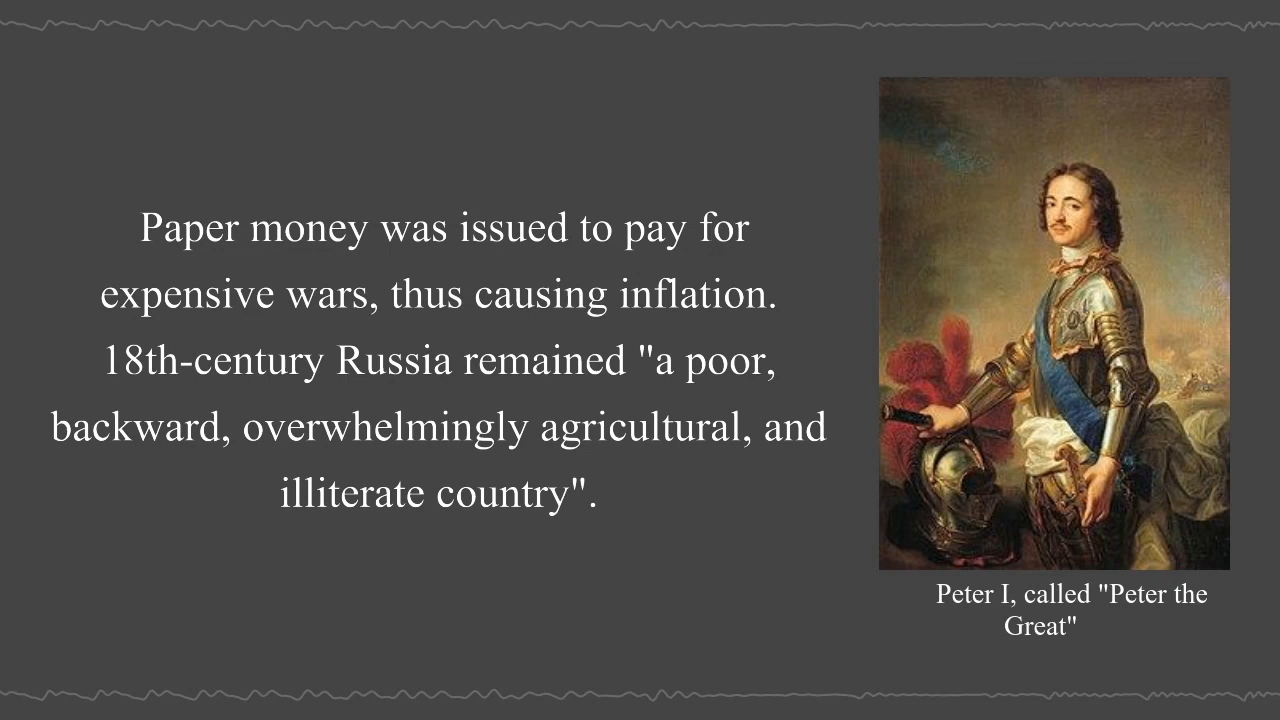 Paper money was issued to pay for
expensive wars, thus causing inflation.
18th-century Russia remained "a poor,
backward, overwhelmingly agricultural, and
illiterate country".
Peter I, called "Peter the
Great"